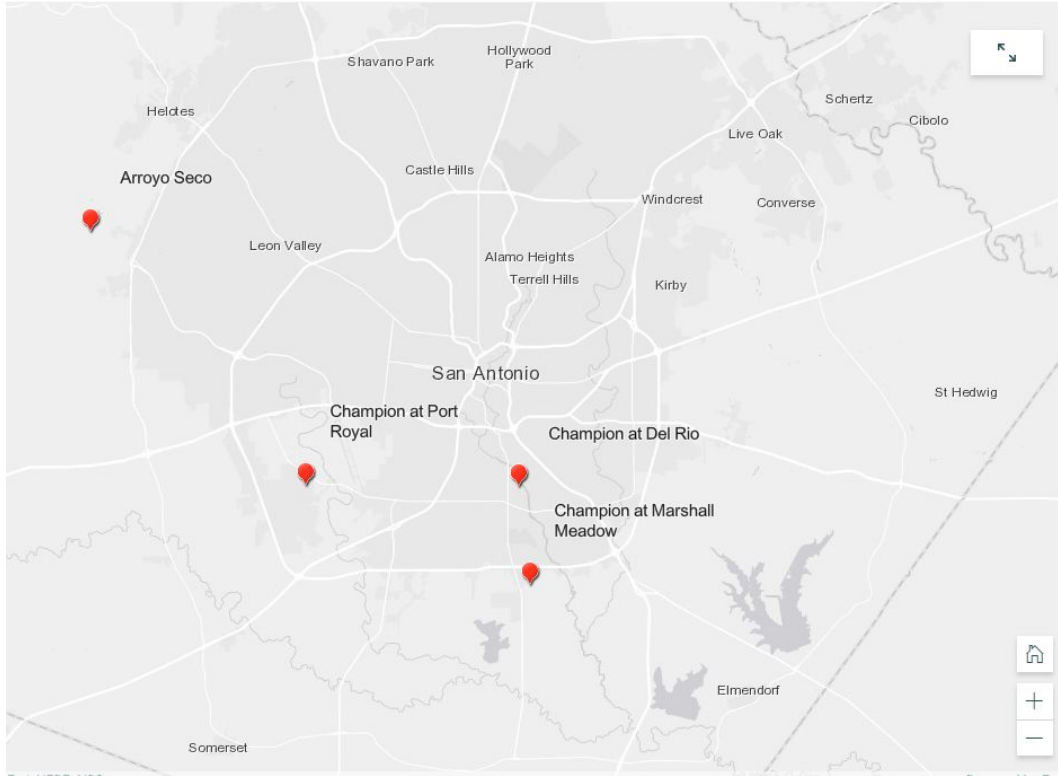 Hollywood
Park
Shavano Park
Helotes
Schertz
Cibolo
Live Oak
Castle Hills
Arroyo Seco
Windcrest
Converse
Leon Valley
Alamo Heights
Terrell Hills
Kirby
San Antonio
St Hedwig
Champion at Port
Royal
Champion at Del Rio
Champion at Marshall
Meadow
Elmendorf
Somerset